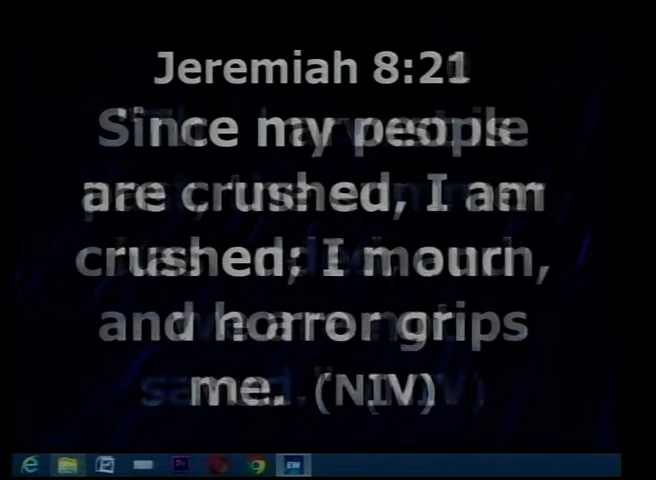 Jeremiah 8:21
Since my people
are crushed, I am
crushed; I mourn,
and horror grips
me. (NIV)